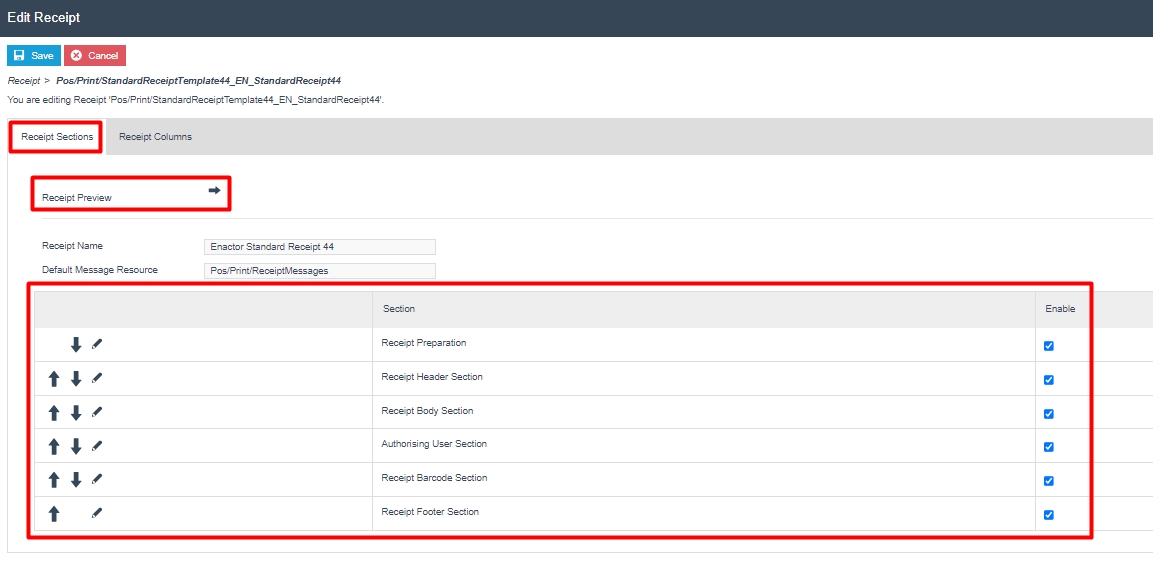 Edit Receipt
Save Cancel
Receipt > Pos/Print/StandardReceiptTemplate44_EN_StandardReceipt44
You are editing Receipt 'Pos/Print/StandardReceiptTemplate44_EN_StandardReceipt44'.
Receipt Sections Receipt Columns
Receipt Preview
Receipt Name Enactor Standard Receipt 44
Default Message Resource Pos/Print/ReceiptMessages
Section Enable
Receipt Preparation
Receipt Header Section
Receipt Body Section
Authorising User Section
Receipt Barcode Section
Receipt Footer Section